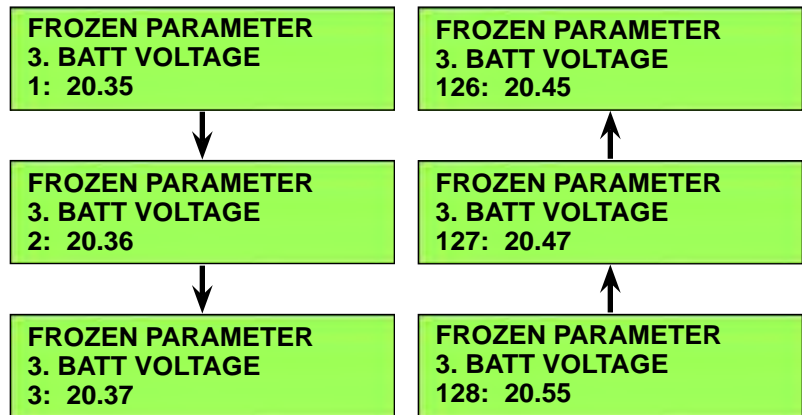 FROZEN PARAMETER
3. BATT VOLTAGE
1: 20.35
FROZEN PARAMETER
3. BATT VOLTAGE
2: 20.36
FROZEN PARAMETER
3. BATT VOLTAGE
3: 20.37
FROZEN PARAMETER
3. BATT VOLTAGE
126: 20.45
FROZEN PARAMETER
3. BATT VOLTAGE
127: 20.47
FROZEN PARAMETER
3. BATT VOLTAGE
128: 20.55